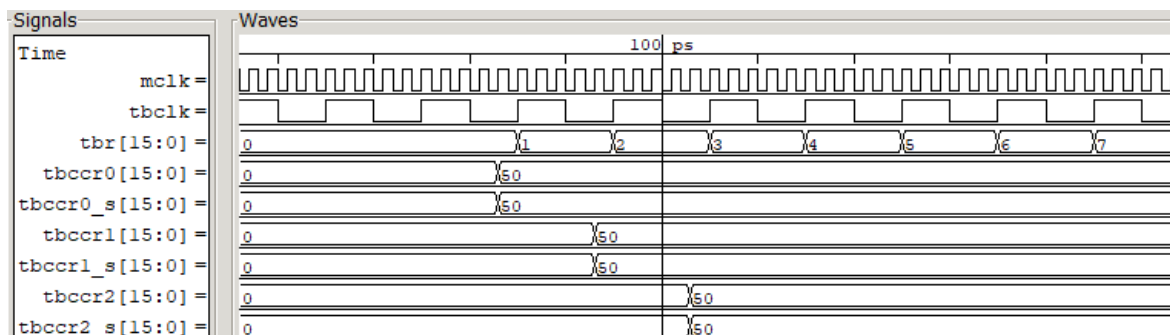 Signals Waves
Time 100 ps
mclk =
tbclk =
tbr[15:0] = 0 1 2 3 4 5 6 7
tbccr0[15:0] = 0 50
tbccr0_s[15:0] = 0 50
tbccr1[15:0] = 0 50
tbccr1_s[15:0] = 0 50
tbccr2[15:0] = 0 50
tbccr2_s[15:0] = 0 50